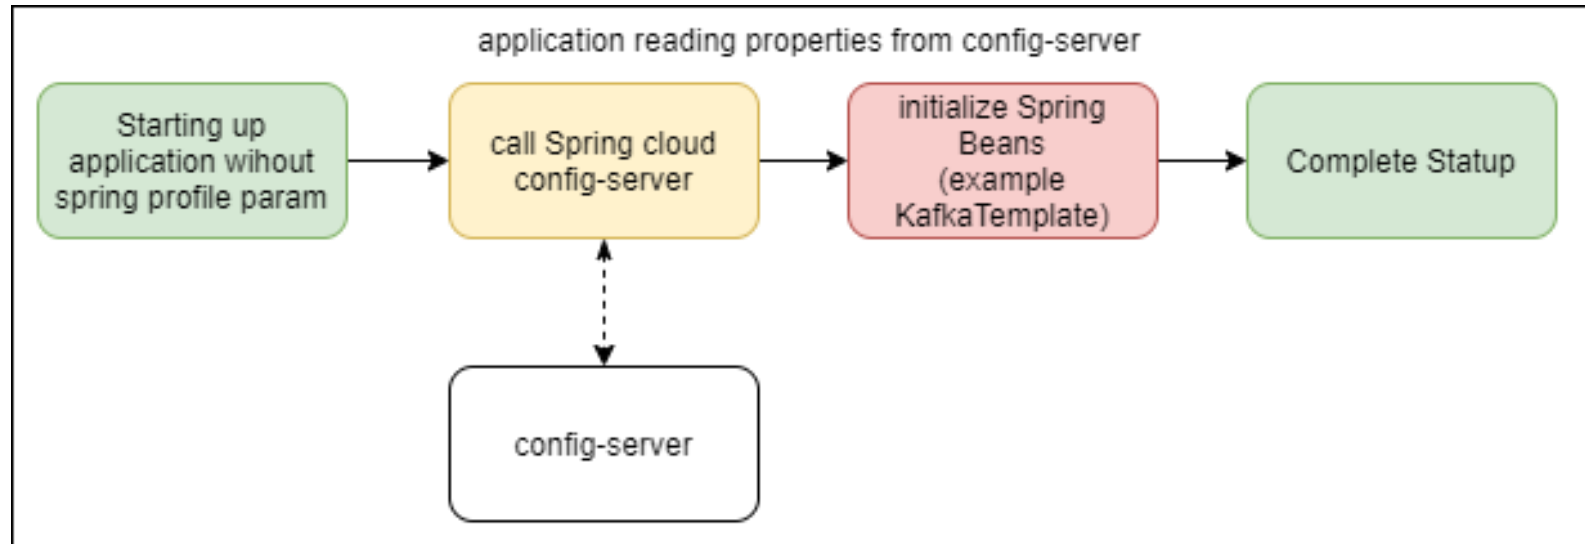 application reading properties from config-server
Starting up
application wihout
spring profile param
call Spring cloud
config-server
initialize Spring
Beans
(example
KafkaTemplate)
Complete Statup
config-server